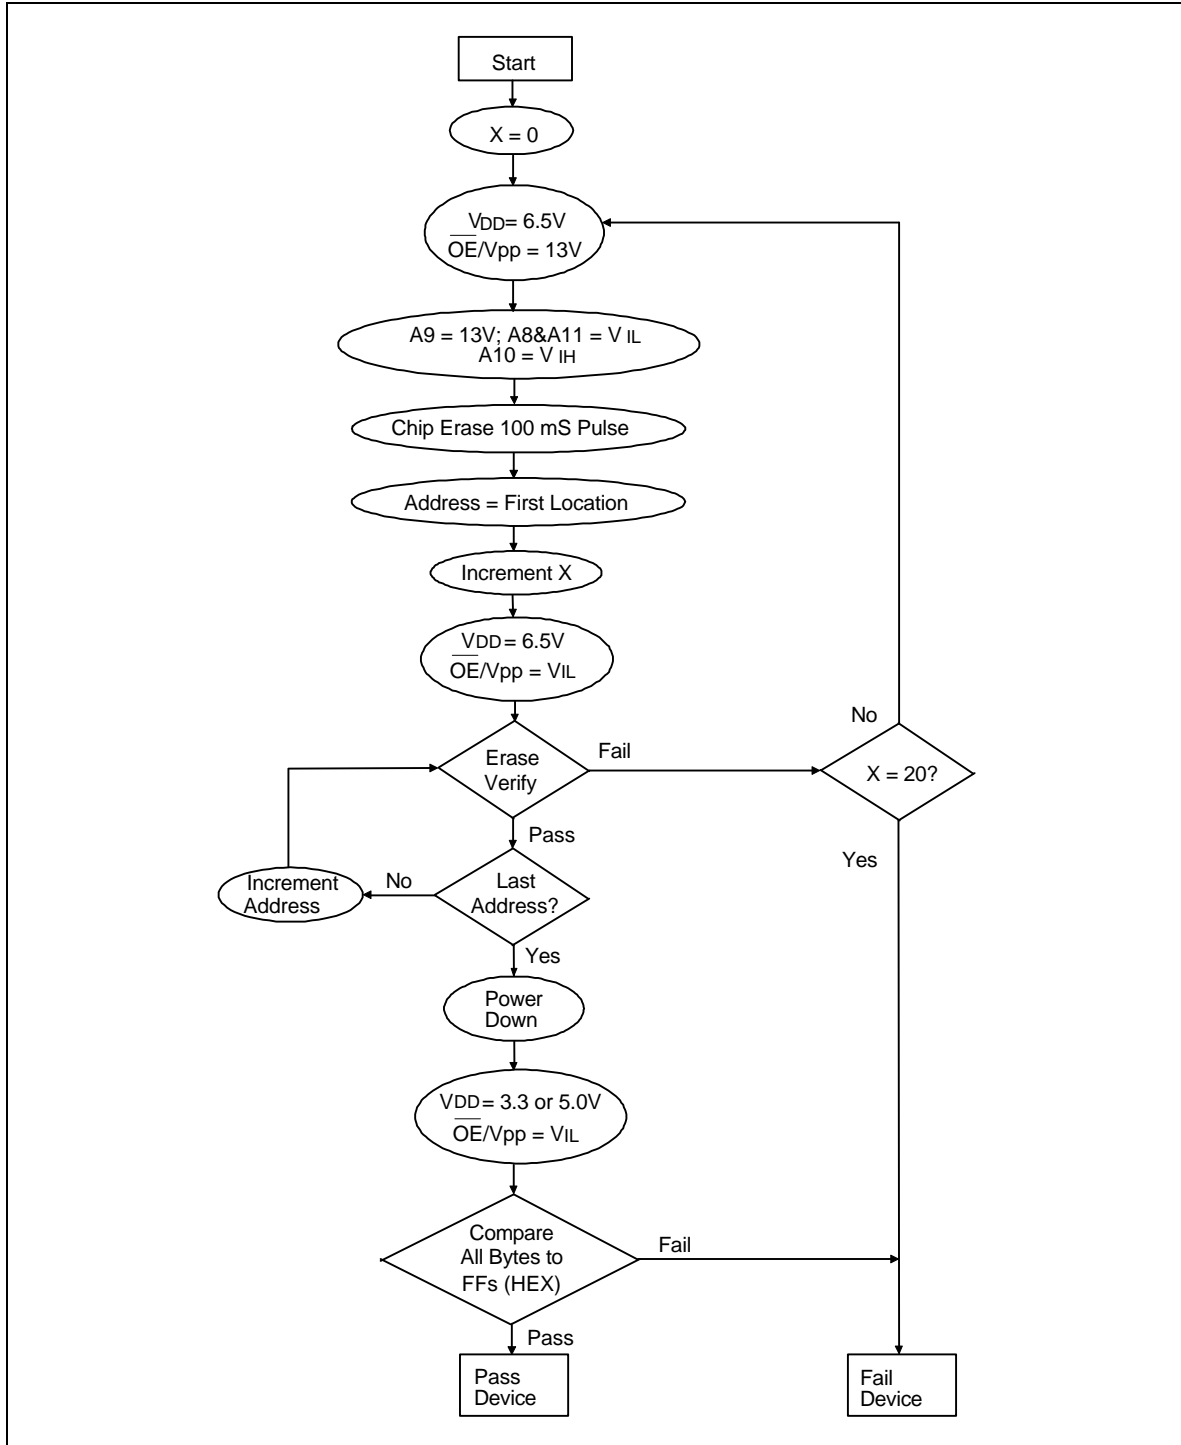 Start
X = 0
VDD= 6.5V
OE/Vpp = 13V
A9 = 13V; A8&A11 = V IL
A10 = V IH
Chip Erase 100 mS Pulse
Address = First Location
Increment X
VDD= 6.5V
OE/Vpp = VIL
No
Erase
Verify
Fail
X = 20?
Pass
Yes
Increment
Address
No
Last
Address?
Yes
Power
Down
VDD= 3.3 or 5.0V
OE/Vpp = VIL
Compare
All Bytes to
FFs (HEX)
Fail
Pass
Pass
Device
Fail
Device